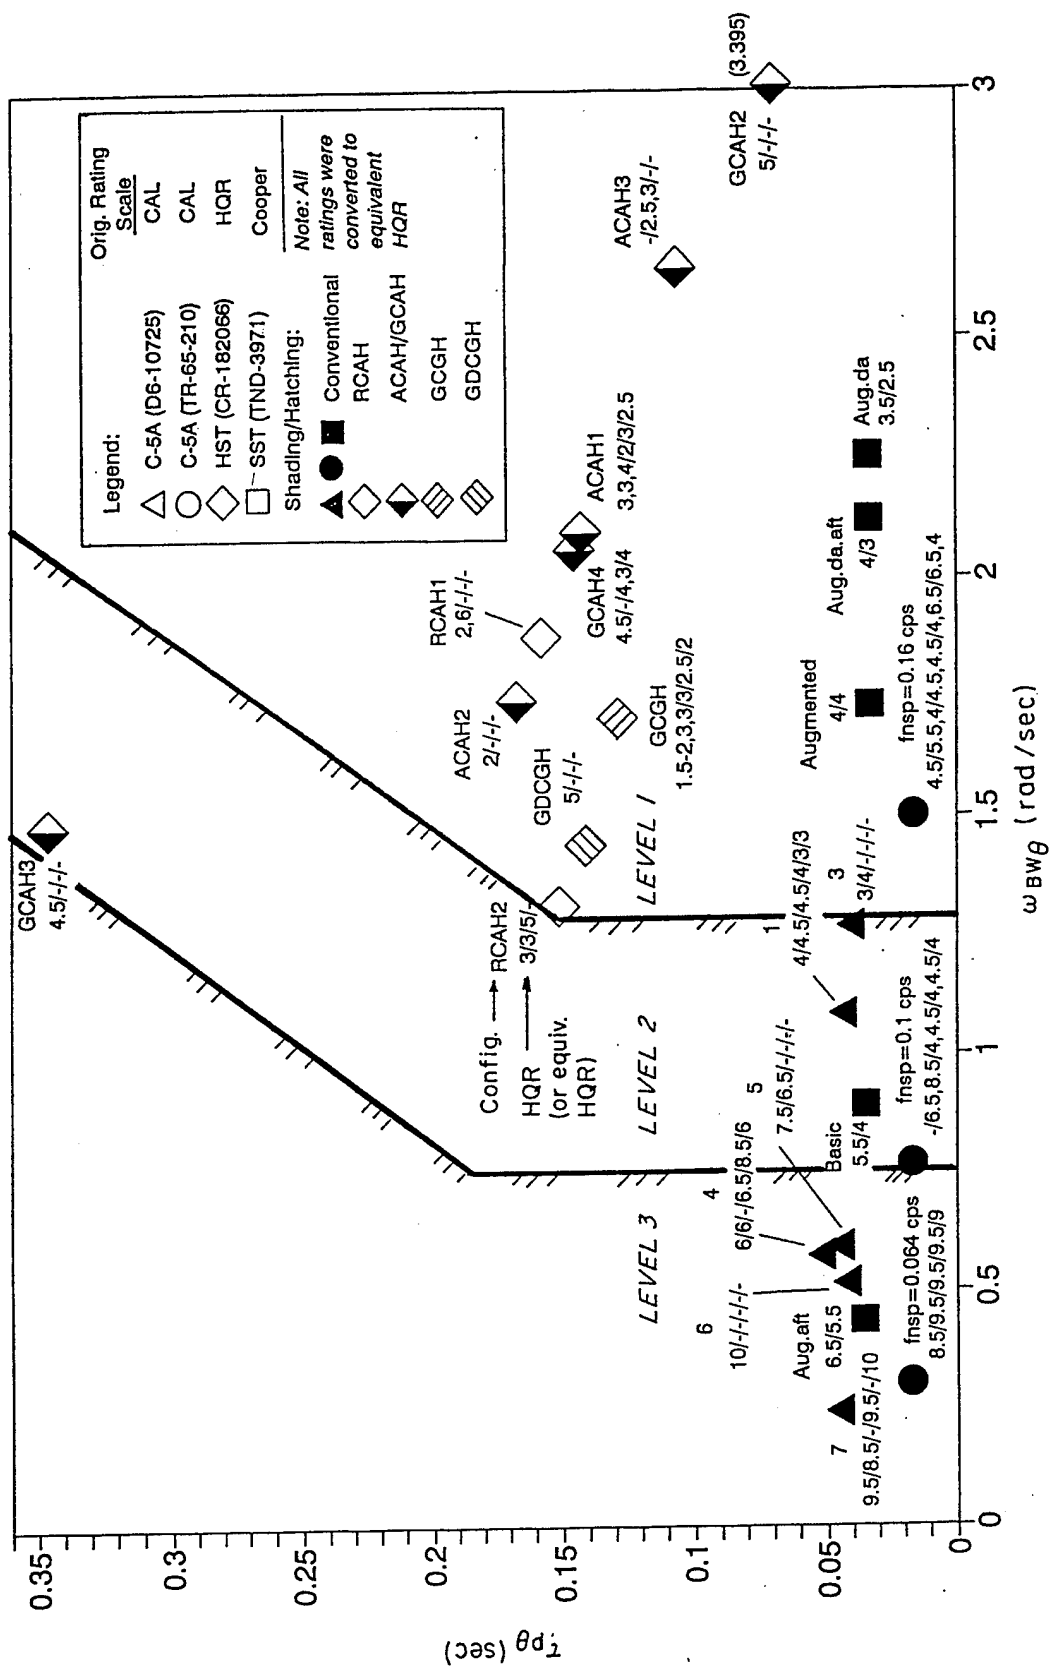 Legend:
Orig. Rating
Scale
C-5A (D6-10725) CAL
C-5A (TR-65-210) CAL
HST (CR-182066) HQR
SST (TND-3971) Cooper
Shading/Hatching:
Conventional
RCAH
ACAH/GCAH
GCGH
GDCGH
Note: All
ratings were
converted to
equivalent
HQR
GCAH3
4.5/-/-/-
ACAH2
2/-/-/-
RCAH1
2,6/-/-/-
GDCGH
5/-/-/-
GCAH4
4.5/-/4,3/4
ACAH1
3,3,4/2/3/2.5
ACAH3
-/2.5,3/-/-
GCAH2
5/-/-/-
(3.395)
GCGH
1.5-2,3,3/3/2.5/2
Config.
RCAH2
HQR
3/3/5/-
(or equiv.
HQR)
LEVEL 3
LEVEL 2
LEVEL 1
7
9.5/8.5/-/9.5/-/10
6
10/-/-/-/-
4
6/6/-/6.5/8.5/6
5
7.5/6.5/-/-/-/-
1
4/4.5/4.5/4/3/3
3
3/4/-/-/-/-
Aug.aft
6.5/5.5
Basic
5.5/4
Augmented
4/4
Aug.da.aft
4/3
Aug.da
3.5/2.5
fnsp=0.064 cps
8.5/9.5/9.5/9.5/9
fnsp=0.1 cps
-/6.5,8.5/4,4.5/4,4.5/4
fnsp=0.16 cps
4.5/5.5,4/4.5,4.5/4,6.5/6.5,4
0.35
0.3
0.25
0.2
0.15
0.1
0.05
0
τpθ (sec)
0
0.5
1
1.5
2
2.5
3
ωBWθ (rad/sec)